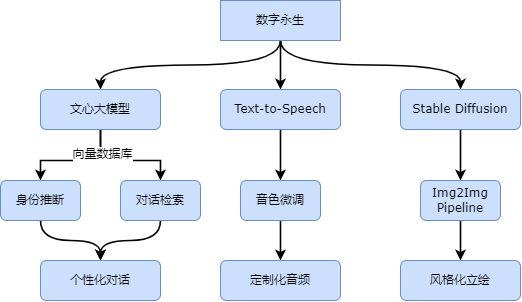 数字永生
文心大模型
Text-to-Speech
Stable Diffusion
向量数据库
身份推断
对话检索
音色微调
Img2Img
Pipeline
个性化对话
定制化音频
风格化立绘